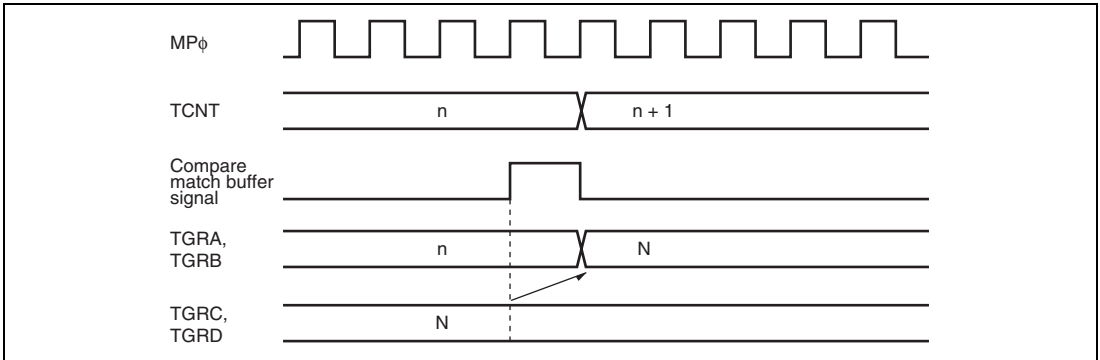 MPφ
TCNT
n
n + 1
Compare
match buffer
signal
TGRA,
TGRB
n
N
TGRC,
TGRD
N